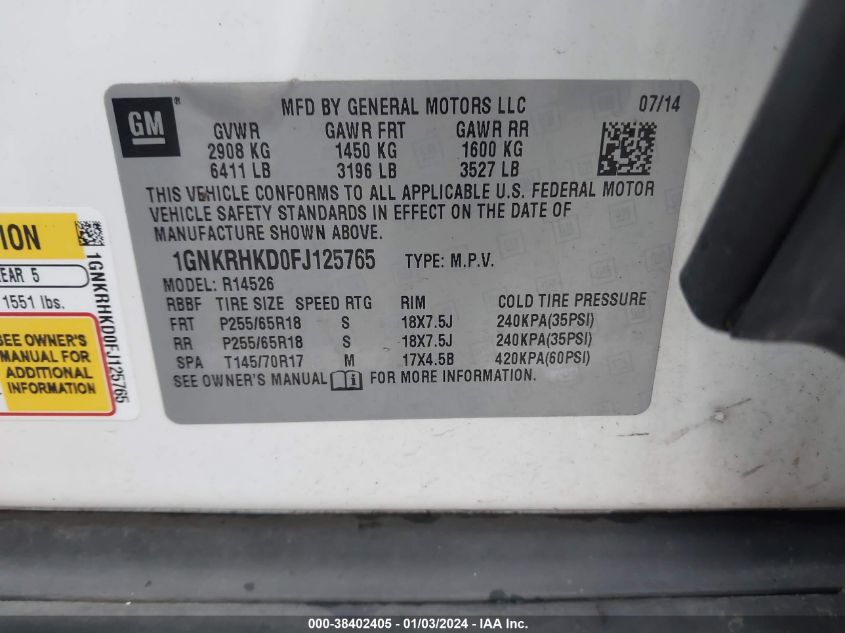 GM
®
MFD BY GENERAL MOTORS LLC 07/14
GVWR GAWR FRT GAWR RR
2908 KG 1450 KG 1600 KG
6411 LB 3196 LB 3527 LB
THIS VEHICLE CONFORMS TO ALL APPLICABLE U.S. FEDERAL MOTOR
VEHICLE SAFETY STANDARDS IN EFFECT ON THE DATE OF
MANUFACTURE SHOWN ABOVE.
1GNKRHKD0FJ125765 TYPE: M.P.V.
MODEL: R14526
RBBF TIRE SIZE SPEED RTG RIM COLD TIRE PRESSURE
FRT P255/65R18 S 18X7.5J 240KPA(35PSI)
RR P255/65R18 S 18X7.5J 240KPA(35PSI)
SPA T145/70R17 M 17X4.5B 420KPA(60PSI)
SEE OWNER'S MANUAL i FOR MORE INFORMATION.
EAR 5
1551 lbs.
SEE OWNER'S
MANUAL FOR
ADDITIONAL
INFORMATION
1GNKRHKD0FJ125765
000-38402405 - 01/03/2024 - IAAI Inc.